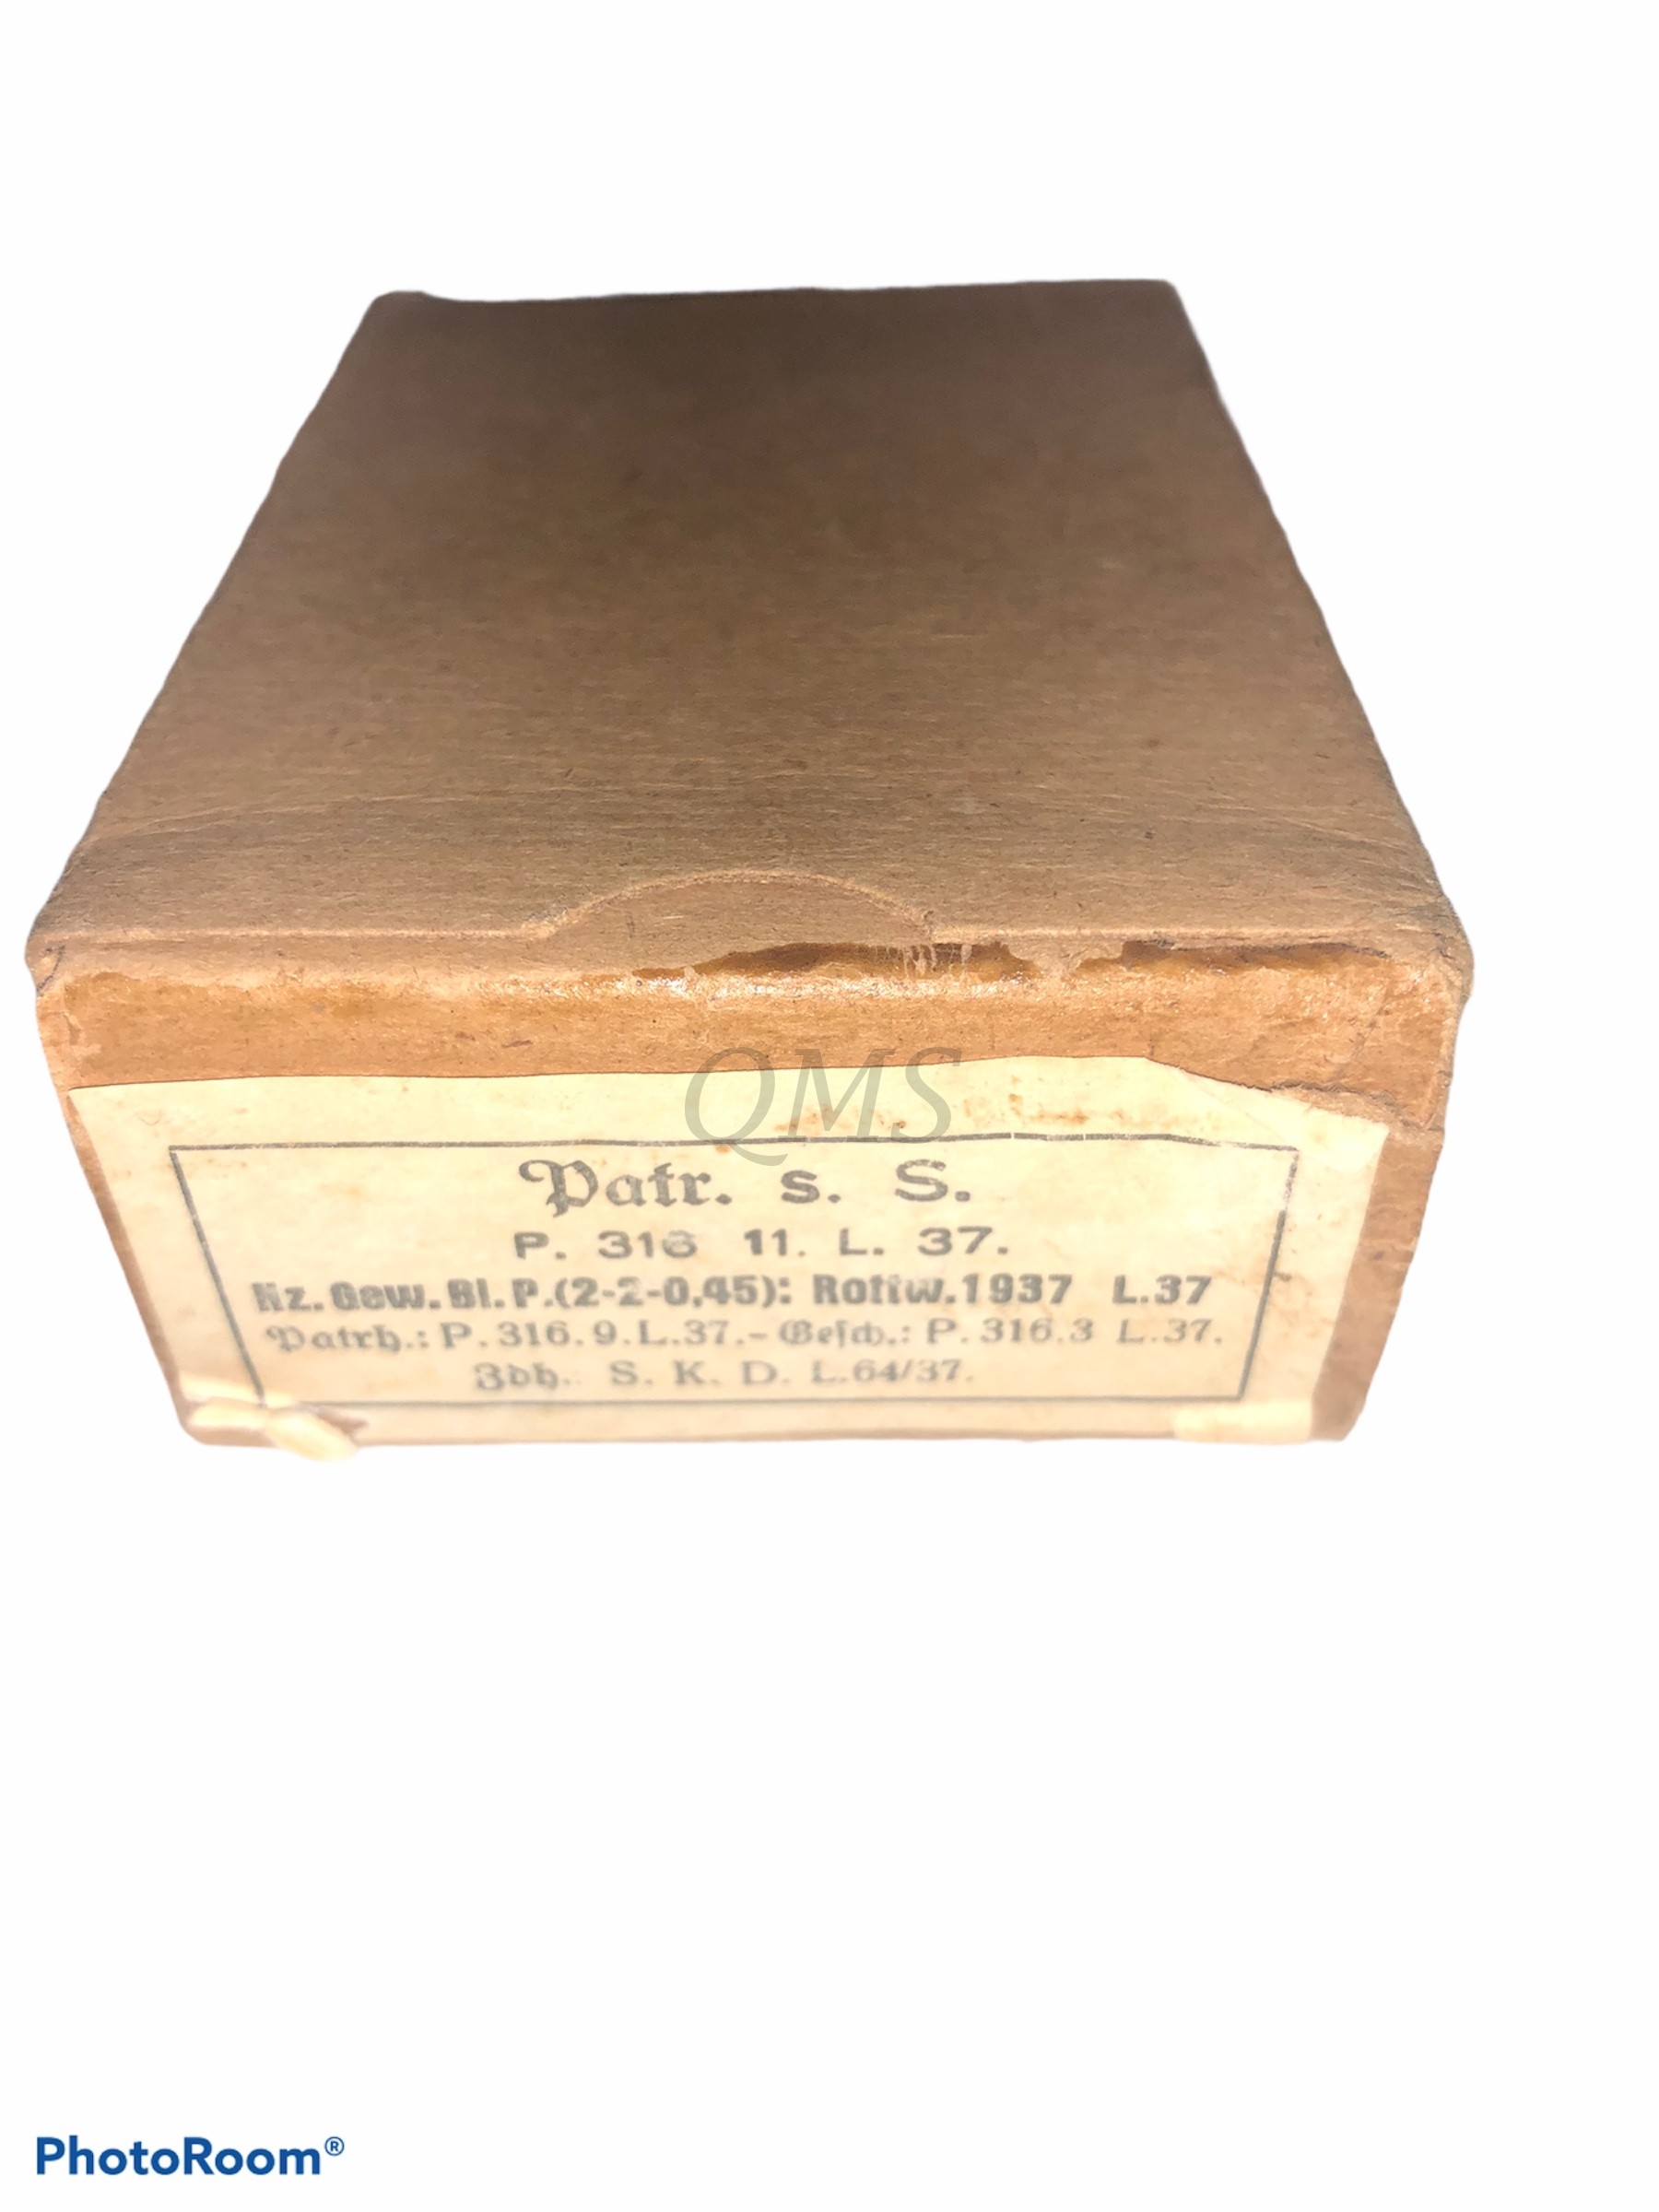 QMS
Patr. s. S.
P. 316 11. L. 37.
Nz. Gew. Bl. P. (2-2-0,45): Rottw. 1937 L.37
Patrh.: P. 316. 9. L. 37. - Gesch.: P. 316.3 L. 37.
Zdh.: S. K. D. L. 64/37.
PhotoRoom®